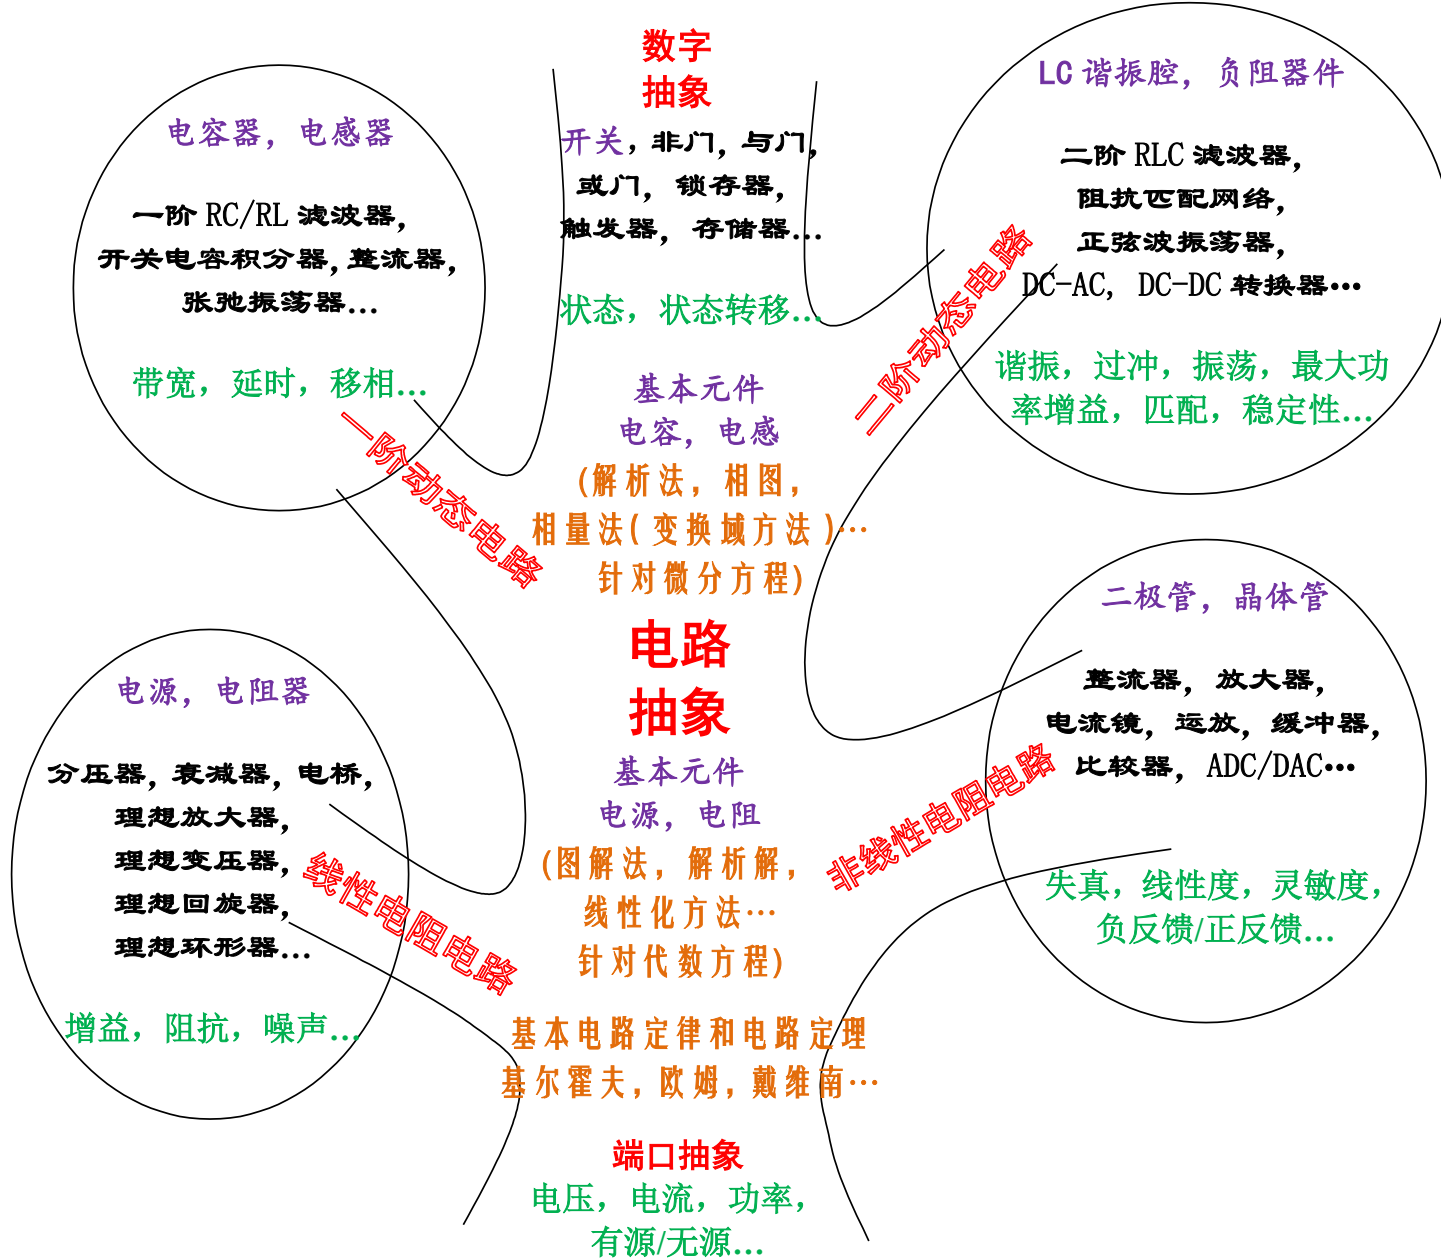 数字
抽象
开关，非门，与门，
或门，锁存器，
触发器，存储器…
状态，状态转移…
基本元件
电容，电感
(解析法，相图，
相量法(变换域方法)…
针对微分方程)
电路
抽象
基本元件
电源，电阻
(图解法，解析解，
线性化方法…
针对代数方程)
基本电路定律和电路定理
基尔霍夫，欧姆，戴维南…
端口抽象
电压，电流，功率，
有源/无源…
电容器，电感器
一阶 RC/RL 滤波器，
开关电容积分器，整流器，
张弛振荡器…
带宽，延时，移相…
一阶动态电路
LC 谐振腔，负阻器件
二阶 RLC 滤波器，
阻抗匹配网络，
正弦波振荡器，
DC-AC, DC-DC 转换器…
谐振，过冲，振荡，最大功
率增益，匹配，稳定性…
二阶动态电路
电源，电阻器
分压器，衰减器，电桥，
理想放大器，
理想变压器，
理想回旋器，
理想环形器…
增益，阻抗，噪声…
线性电阻电路
二极管，晶体管
整流器，放大器，
电流镜，运放，缓冲器，
比较器，ADC/DAC…
失真，线性度，灵敏度，
负反馈/正反馈…
非线性电阻电路